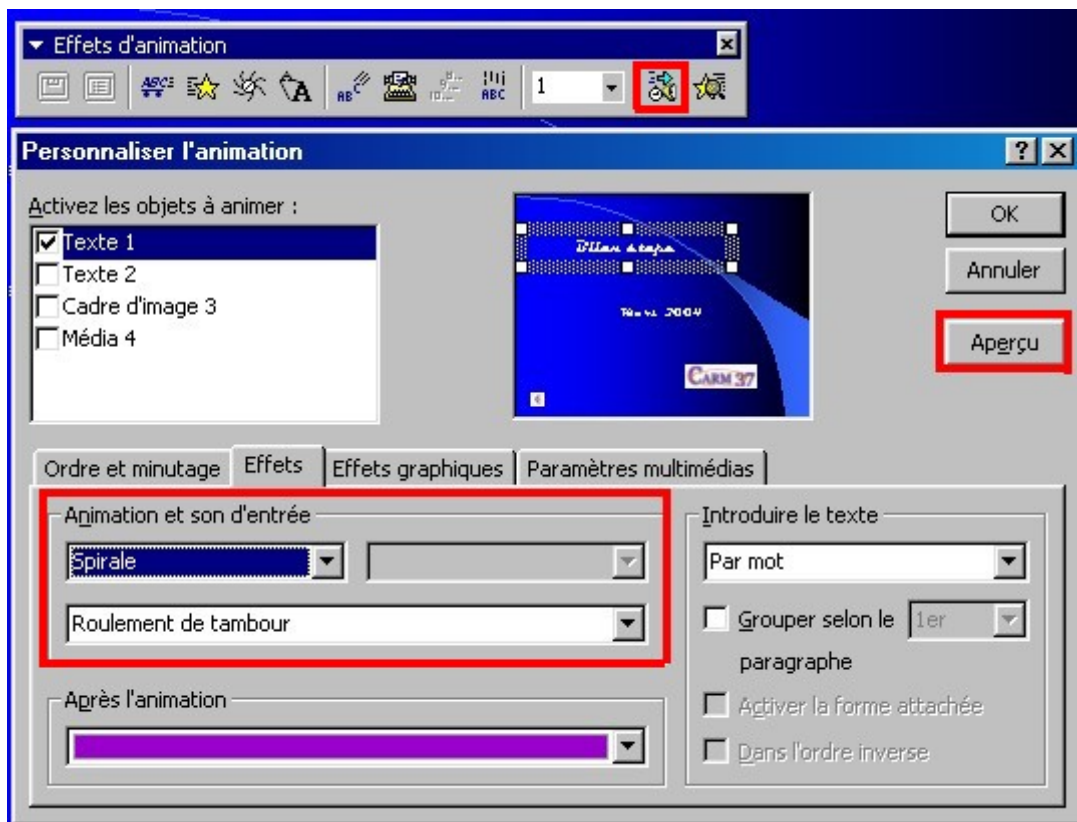 Effets d'animation
1
Personnaliser l'animation
Activez les objets à animer :
Texte 1
Texte 2
Cadre d'image 3
Média 4
CARM 37
OK
Annuler
Aperçu
Ordre et minutage Effets Effets graphiques Paramètres multimédias
Animation et son d'entrée
Spirale
Roulement de tambour
Après l'animation
Introduire le texte
Par mot
Grouper selon le 1er
paragraphe
Activer la forme attachée
Dans l'ordre inverse